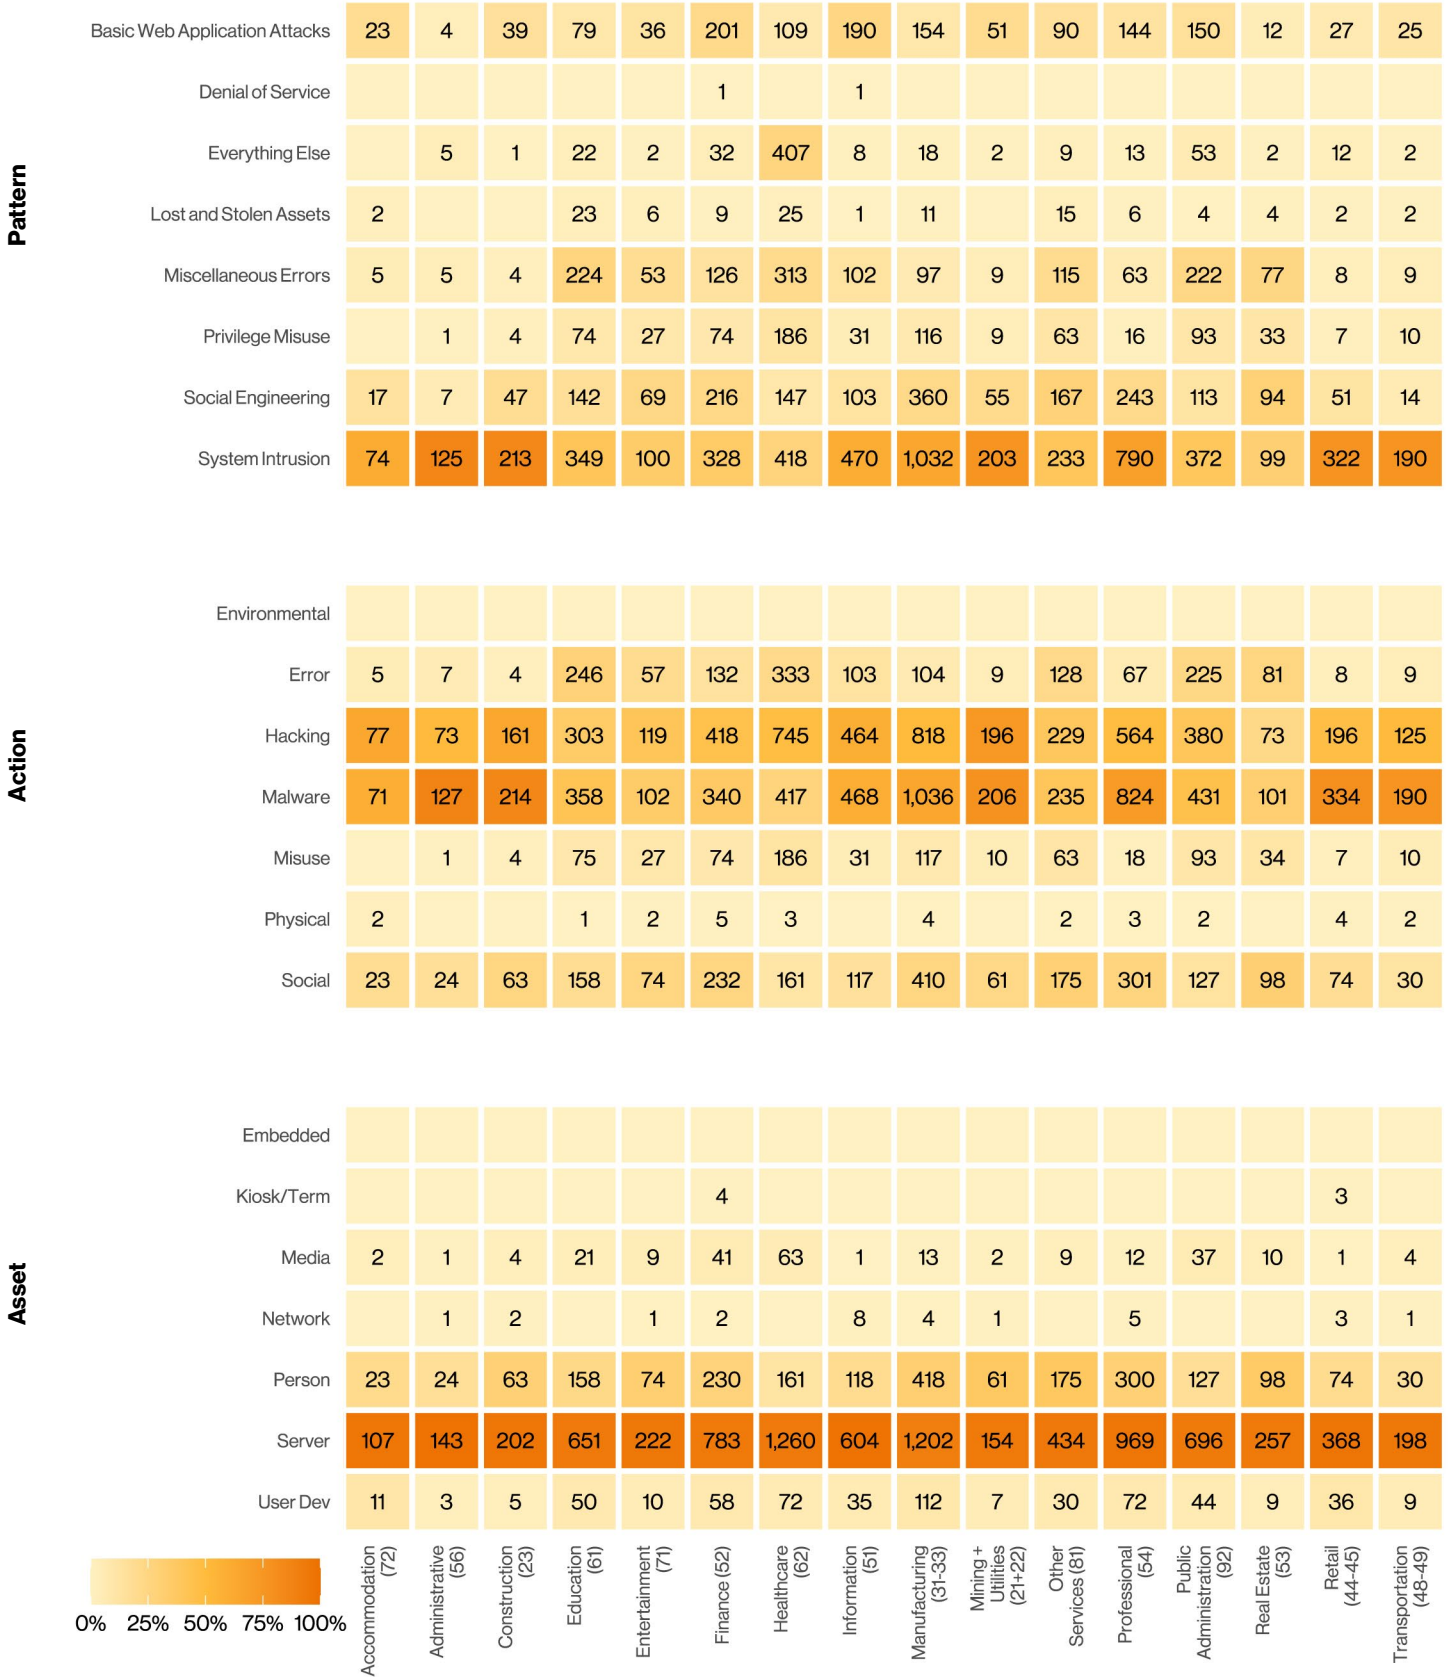 Pattern
Basic Web Application Attacks 23 4 39 79 36 201 109 190 154 51 90 144 150 12 27 25
Denial of Service 1 1
Everything Else 5 1 22 2 32 407 8 18 2 9 13 53 2 12 2
Lost and Stolen Assets 2 23 6 9 25 1 11 15 6 4 4 2 2
Miscellaneous Errors 5 5 4 224 53 126 313 102 97 9 115 63 222 77 8 9
Privilege Misuse 1 4 74 27 74 186 31 116 9 63 16 93 33 7 10
Social Engineering 17 7 47 142 69 216 147 103 360 55 167 243 113 94 51 14
System Intrusion 74 125 213 349 100 328 418 470 1,032 203 233 790 372 99 322 190
Action
Environmental
Error 5 7 4 246 57 132 333 103 104 9 128 67 225 81 8 9
Hacking 77 73 161 303 119 418 745 464 818 196 229 564 380 73 196 125
Malware 71 127 214 358 102 340 417 468 1,036 206 235 824 431 101 334 190
Misuse 1 4 75 27 74 186 31 117 10 63 18 93 34 7 10
Physical 2 1 2 5 3 4 2 3 2 4 2
Social 23 24 63 158 74 232 161 117 410 61 175 301 127 98 74 30
Asset
Embedded
Kiosk/Term 4 3
Media 2 1 4 21 9 41 63 1 13 2 9 12 37 10 1 4
Network 1 2 1 2 8 4 1 5 3 1
Person 23 24 63 158 74 230 161 118 418 61 175 300 127 98 74 30
Server 107 143 202 651 222 783 1,260 604 1,202 154 434 969 696 257 368 198
User Dev 11 3 5 50 10 58 72 35 112 7 30 72 44 9 36 9
0% 25% 50% 75% 100%
Accommodation
(72)
Administrative
(56)
Construction
(23)
Education
(61)
Entertainment
(71)
Finance (52)
Healthcare
(62)
Information
(51)
Manufacturing
(31-33)
Mining +
Utilities
(21+22)
Other
Services (81)
Professional
(54)
Public
Administration
(92)
Real Estate
(53)
Retail
(44-45)
Transportation
(48-49)